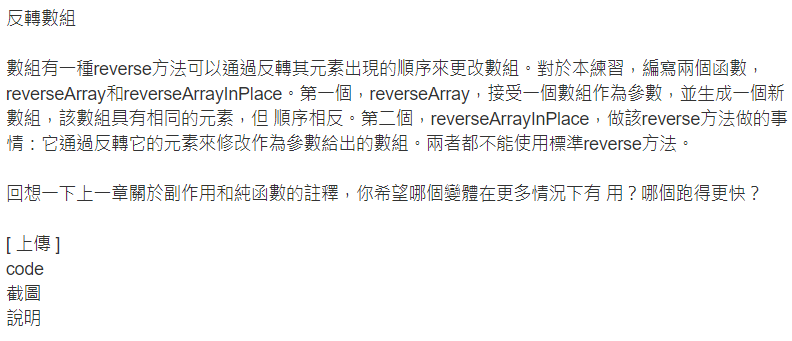 反轉數組
數組有一種reverse方法可以通過反轉其元素出現的順序來更改數組。對於本練習，編寫兩個函數，
reverseArray和reverseArrayInPlace。第一個，reverseArray，接受一個數組作為參數，並生成一個新
數組，該數組具有相同的元素，但 順序相反。第二個，reverseArrayInPlace，做該reverse方法做的事
情：它通過反轉它的元素來修改作為參數給出的數組。兩者都不能使用標準reverse方法。
回想一下上一章關於副作用和純函數的註釋，你希望哪個變體在更多情況下有 用？哪個跑得更快？
[ 上傳 ]
code
截圖
說明